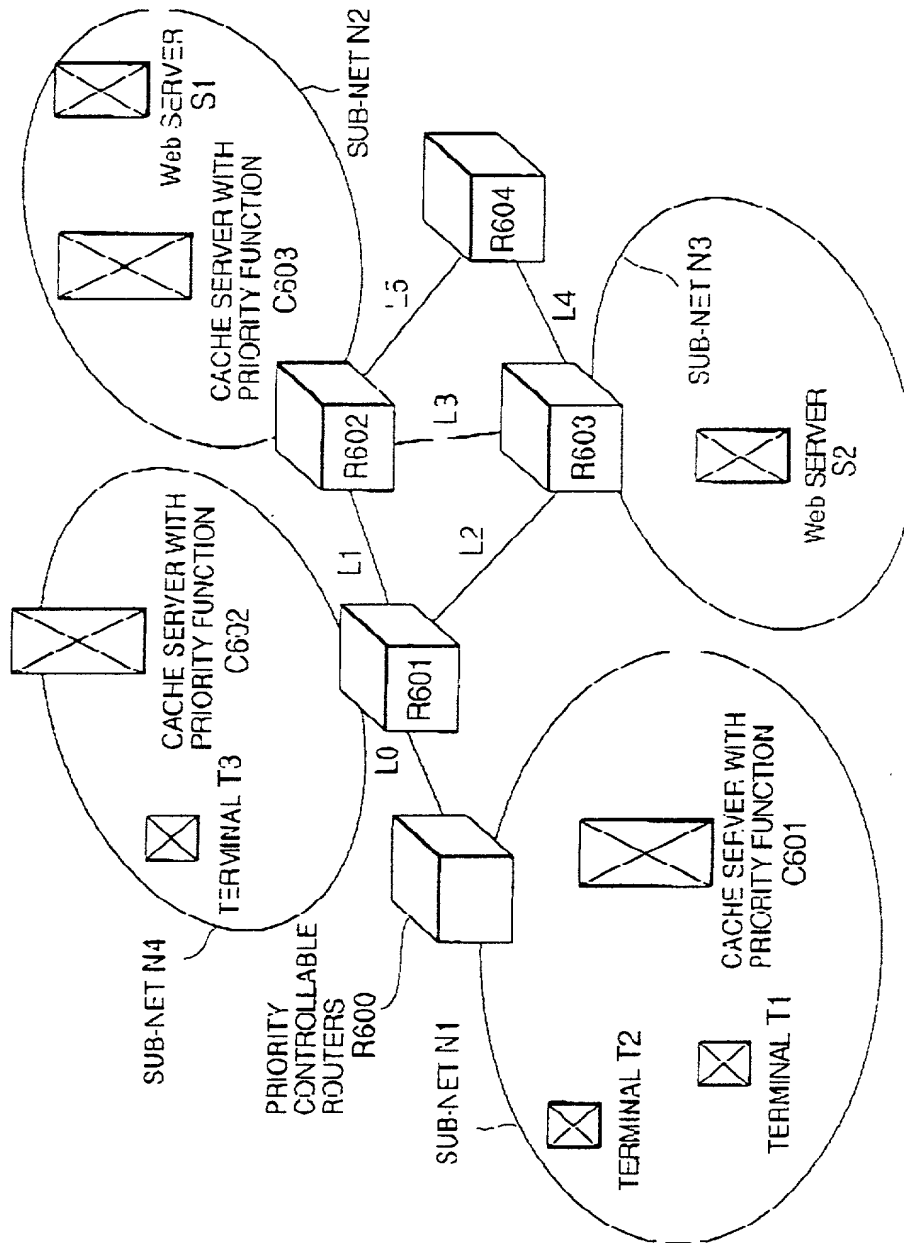 SUB-NET N4
TERMINAL T3
CACHE SERVER WITH
PRIORITY FUNCTION
C602
CACHE SERVER WITH
PRIORITY FUNCTION
C603
Web SERVER
S1
SUB-NET N2
PRIORITY
CONTROLLABLE
ROUTERS
R600
L0
R601
L1
R602
L5
R604
L2
L3
R603
L4
SUB-NET N1
TERMINAL T2
TERMINAL T1
CACHE SERVER WITH
PRIORITY FUNCTION
C601
Web SERVER
S2
SUB-NET N3